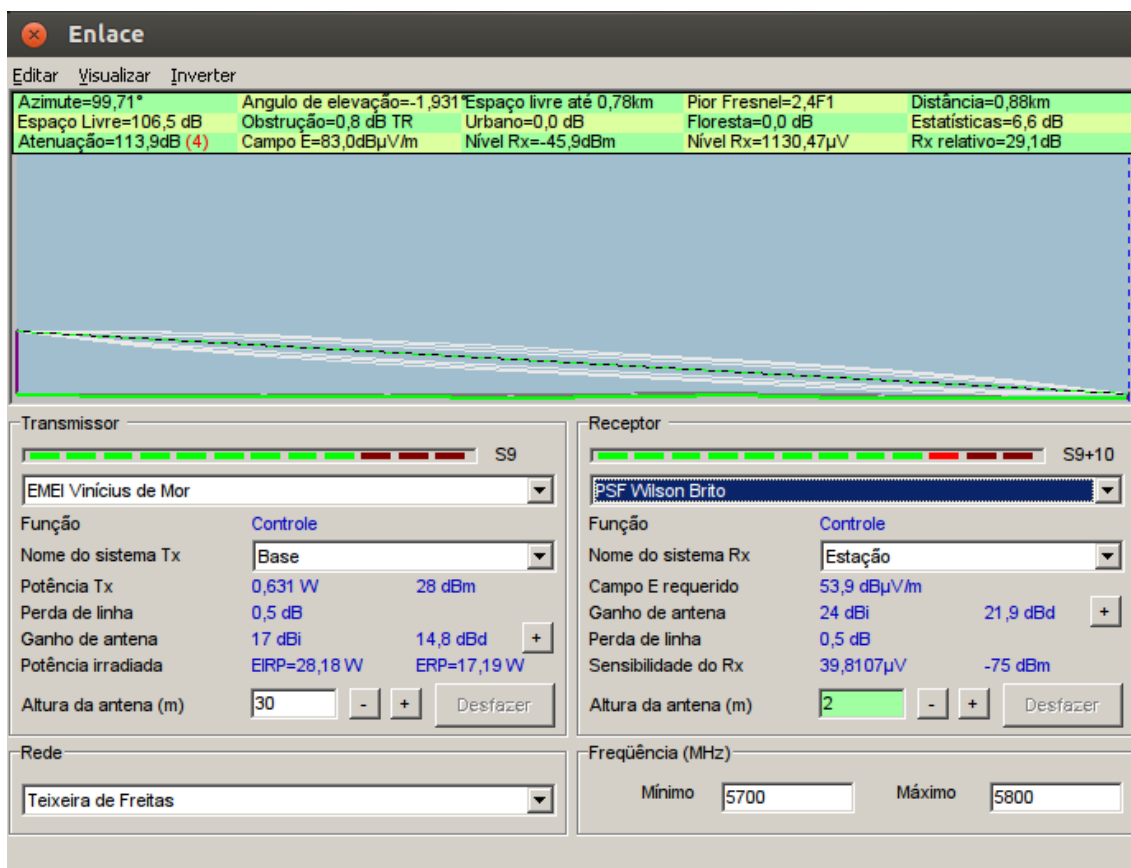 Enlace
Editar Visualizar Inverter
Azimute=99,71° Angulo de elevação=-1,931° Espaço livre até 0,78km Pior Fresnel=2,4F1 Distância=0,88km
Espaço Livre=106,5 dB Obstrução=0,8 dB TR Urbano=0,0 dB Floresta=0,0 dB Estatísticas=6,6 dB
Atenuação=113,9dB (4) Campo E=83,0dBµV/m Nível Rx=-45,9dBm Nível Rx=1130,47µV Rx relativo=29,1dB
Transmissor
S9
EMEI Vinícius de Mor
Função Controle
Nome do sistema Tx Base
Potência Tx 0,631 W 28 dBm
Perda de linha 0,5 dB
Ganho de antena 17 dBi 14,8 dBd +
Potência irradiada EIRP=28,18 W ERP=17,19 W
Altura da antena (m) 30 - + Desfazer
Receptor
S9+10
PSF Wilson Brito
Função Controle
Nome do sistema Rx Estação
Campo E requerido 53,9 dBµV/m
Ganho de antena 24 dBi 21,9 dBd +
Perda de linha 0,5 dB
Sensibilidade do Rx 39,8107µV -75 dBm
Altura da antena (m) 2 - + Desfazer
Rede
Teixeira de Freitas
Freqüência (MHz)
Mínimo 5700 Máximo 5800